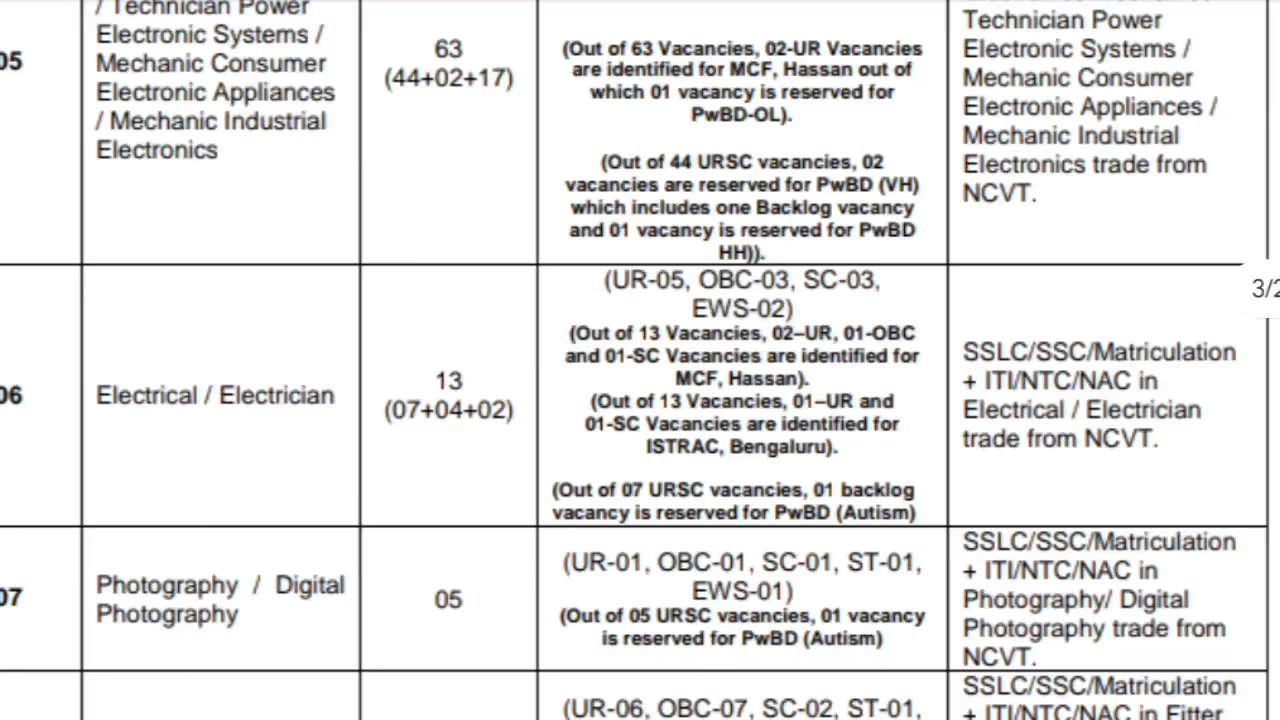 / Technician Power
Electronic Systems /
Mechanic Consumer
Electronic Appliances
/ Mechanic Industrial
Electronics
05
63
(44+02+17)
(Out of 63 Vacancies, 02-UR Vacancies
are identified for MCF, Hassan out of
which 01 vacancy is reserved for
PwBD-OL).
(Out of 44 URSC vacancies, 02
vacancies are reserved for PwBD (VH)
which includes one Backlog vacancy
and 01 vacancy is reserved for PwBD
HH)).
Technician Power
Electronic Systems /
Mechanic Consumer
Electronic Appliances /
Mechanic Industrial
Electronics trade from
NCVT.
3/2
06
Electrical / Electrician
13
(07+04+02)
(UR-05, OBC-03, SC-03,
EWS-02)
(Out of 13 Vacancies, 02–UR, 01-OBC
and 01-SC Vacancies are identified for
MCF, Hassan).
(Out of 13 Vacancies, 01–UR and
01-SC Vacancies are identified for
ISTRAC, Bengaluru).
(Out of 07 URSC vacancies, 01 backlog
vacancy is reserved for PwBD (Autism)
SSLC/SSC/Matriculation
+ ITI/NTC/NAC in
Electrical / Electrician
trade from NCVT.
07
Photography / Digital
Photography
05
(UR-01, OBC-01, SC-01, ST-01,
EWS-01)
(Out of 05 URSC vacancies, 01 vacancy
is reserved for PwBD (Autism)
SSLC/SSC/Matriculation
+ ITI/NTC/NAC in
Photography/ Digital
Photography trade from
NCVT.
(UR-06, OBC-07, SC-02, ST-01,
SSLC/SSC/Matriculation
+ ITI/NTC/NAC in Fitter